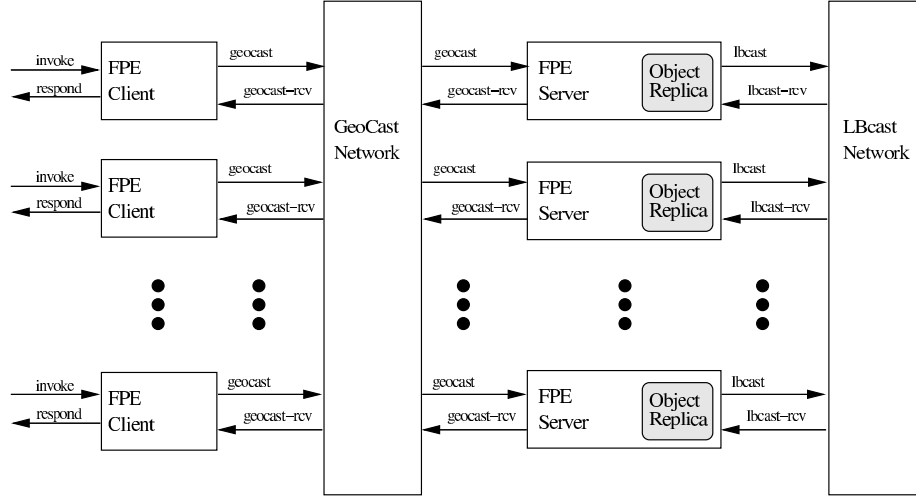 invoke
respond
FPE
Client
geocast
geocast–rcv
GeoCast
Network
geocast
geocast–rcv
FPE
Server
Object
Replica
lbcast
lbcast–rcv
LBcast
Network
invoke
respond
FPE
Client
geocast
geocast–rcv
geocast
geocast–rcv
FPE
Server
Object
Replica
lbcast
lbcast–rcv
invoke
respond
FPE
Client
geocast
geocast–rcv
geocast
geocast–rcv
FPE
Server
Object
Replica
lbcast
lbcast–rcv